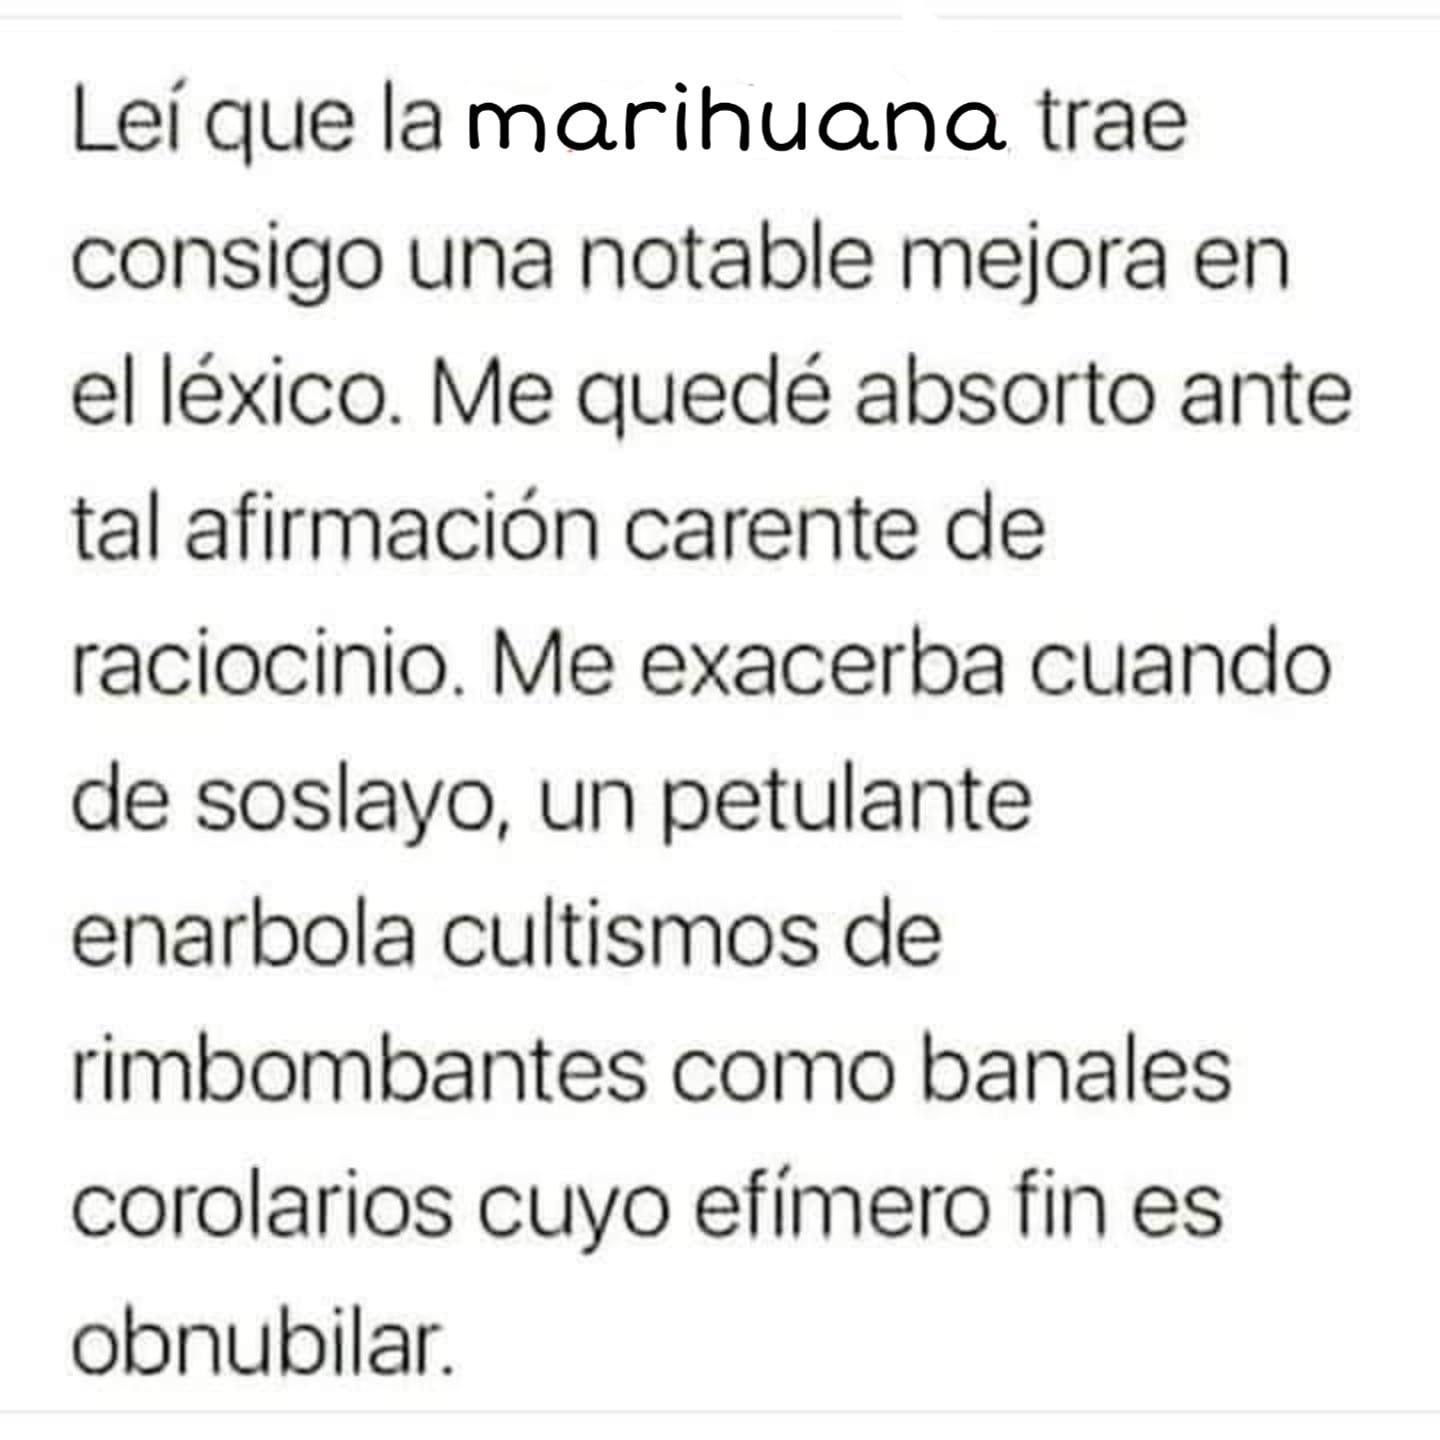 Leí que la marihuana trae
consigo una notable mejora en
el léxico. Me quedé absorto ante
tal afirmación carente de
raciocinio. Me exacerba cuando
de soslayo, un petulante
enarbola cultismos de
rimbombantes como banales
corolarios cuyo efímero fin es
obnubilar.